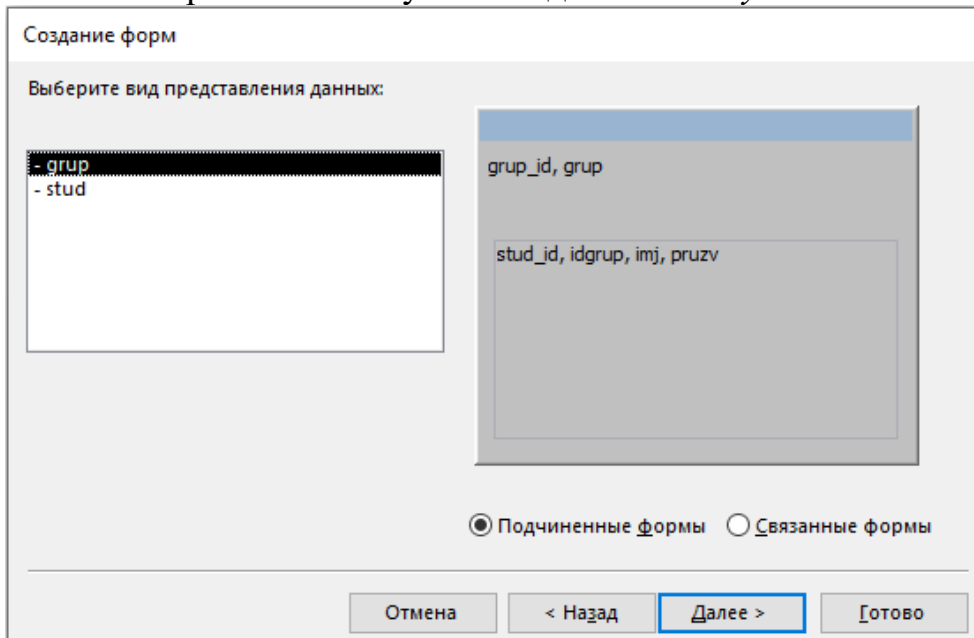 Создание форм
Выберите вид представления данных:
- grup
- stud
grup_id, grup
stud_id, idgrup, imj, pruzv
Подчиненные формы Связанные формы
Отмена < Назад Далее > Готово